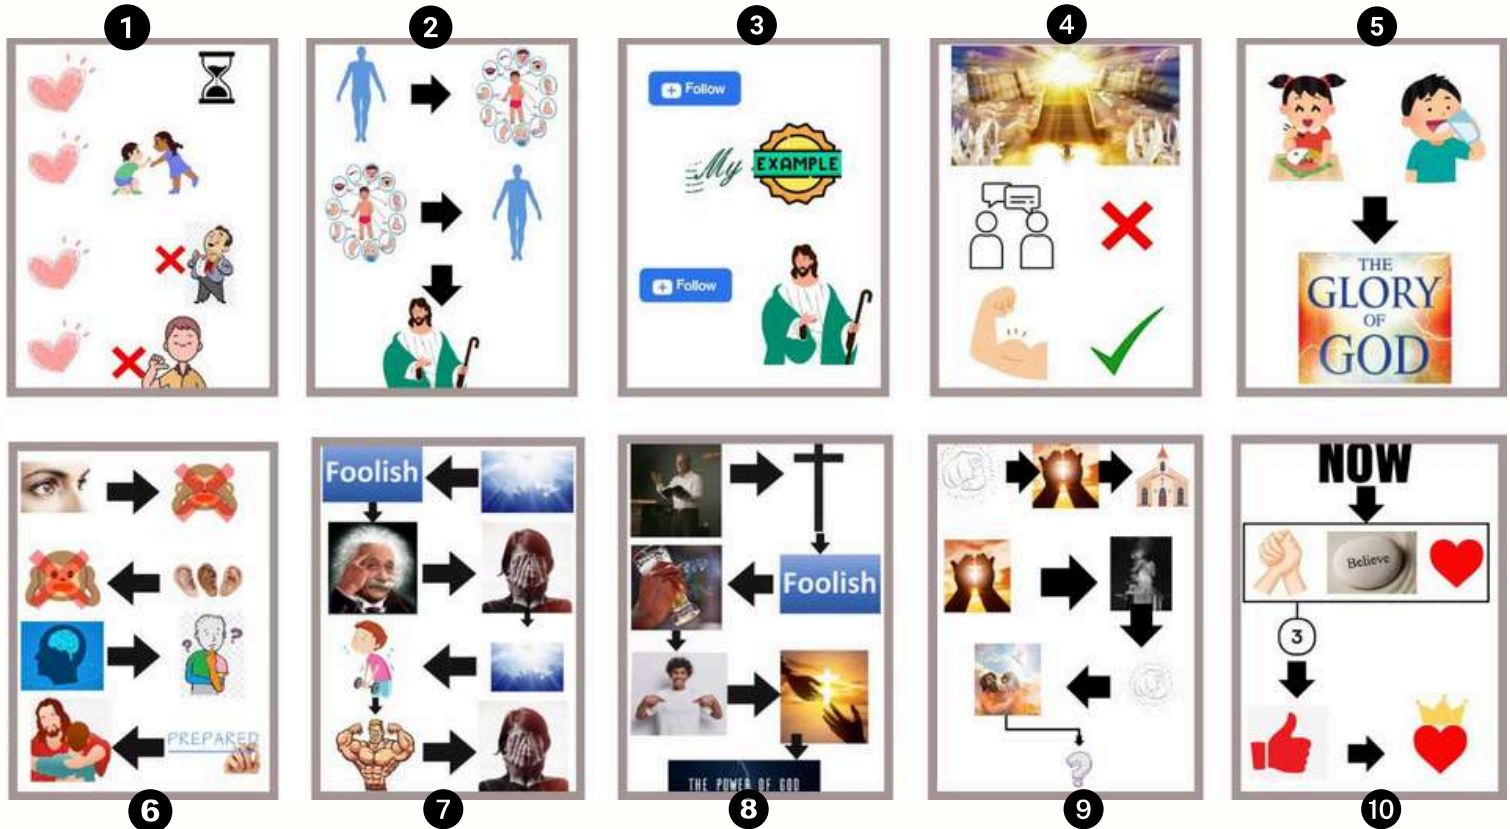 1
2
3
4
5
Follow
My EXAMPLE
Follow
THE
GLORY
OF
GOD
6
7
8
9
10
PREPARED
Foolish
Foolish
THE POWER OF GOD
NOW
Believe
3